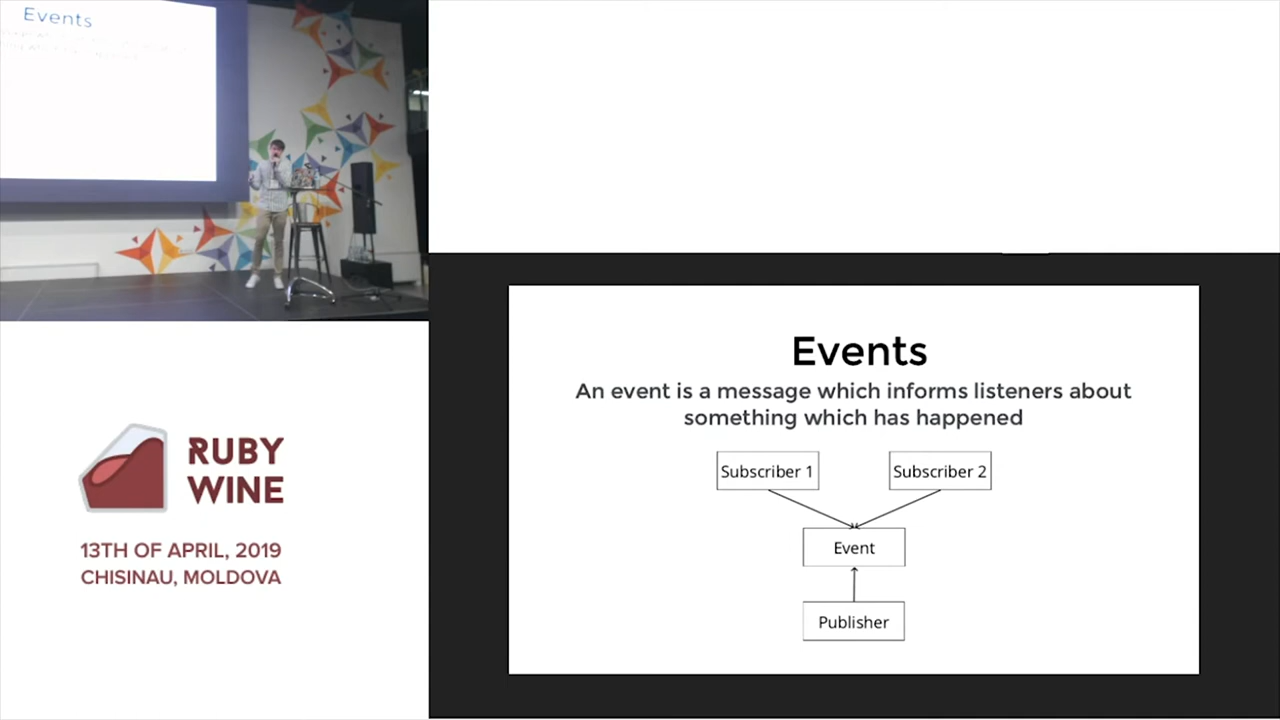 Events
RUBY
WINE
13TH OF APRIL, 2019
CHISINAU, MOLDOVA
Events
An event is a message which informs listeners about
something which has happened
Subscriber 1
Subscriber 2
Event
Publisher